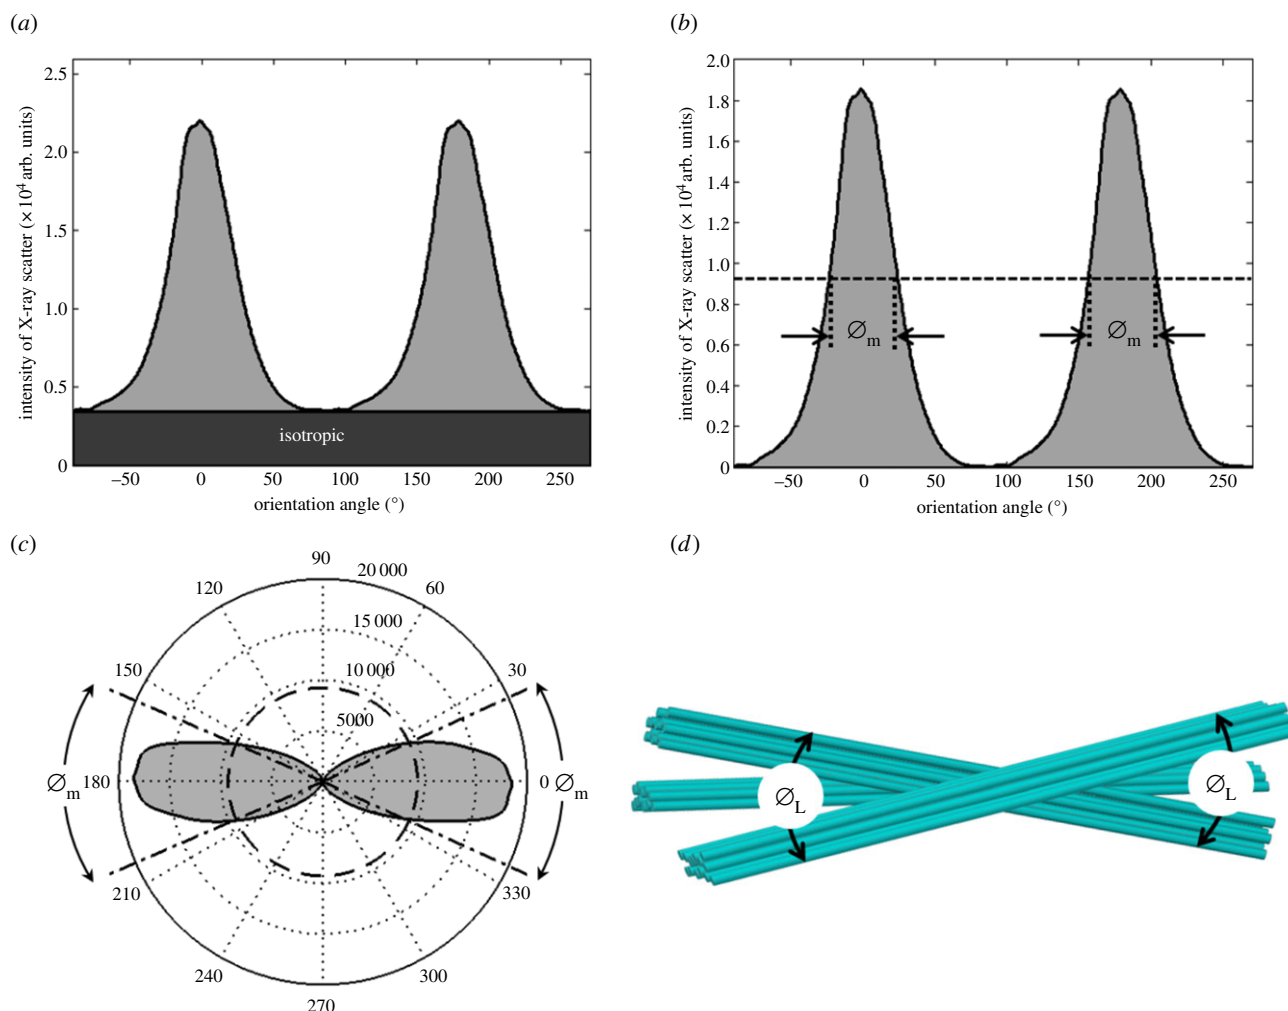 (a)
intensity of X-ray scatter (×10⁴ arb. units)
2.5
2.0
1.5
1.0
0.5
0
isotropic
–50 0 50 100 150 200 250
orientation angle (°)
(b)
intensity of X-ray scatter (×10⁴ arb. units)
2.0
1.8
1.6
1.4
1.2
1.0
0.8
0.6
0.4
0.2
0
∅m ∅m
–50 0 50 100 150 200 250
orientation angle (°)
(c)
90
120 20 000 60
15 000
150 10 000 30
5000
∅m 180 0 ∅m
210 330
240 300
270
(d)
∅L ∅L